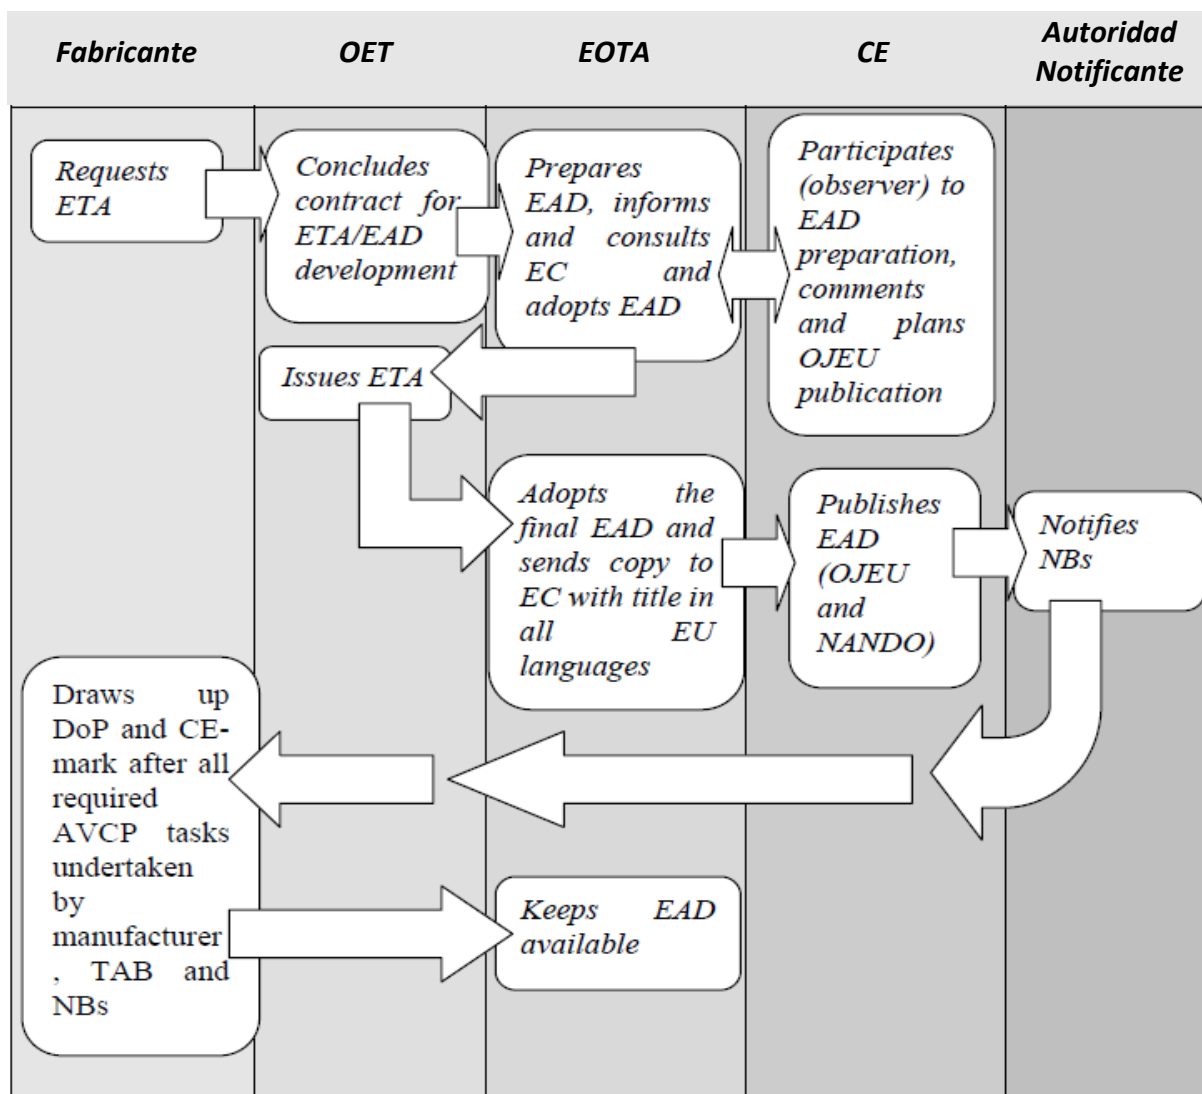 Fabricante
OET
EOTA
CE
Autoridad
Notificante
Requests
ETA
Concludes
contract for
ETA/EAD
development
Prepares
EAD, informs
and consults
EC and
adopts EAD
Participates
(observer) to
EAD
preparation,
comments
and plans
OJEU
publication
Issues ETA
Adopts the
final EAD and
sends copy to
EC with title in
all EU
languages
Publishes
EAD
(OJEU
and
NANDO)
Notifies
NBs
Draws up
DoP and CE-
mark after all
required
AVCP tasks
undertaken
by
manufacturer
, TAB and
NBs
Keeps EAD
available